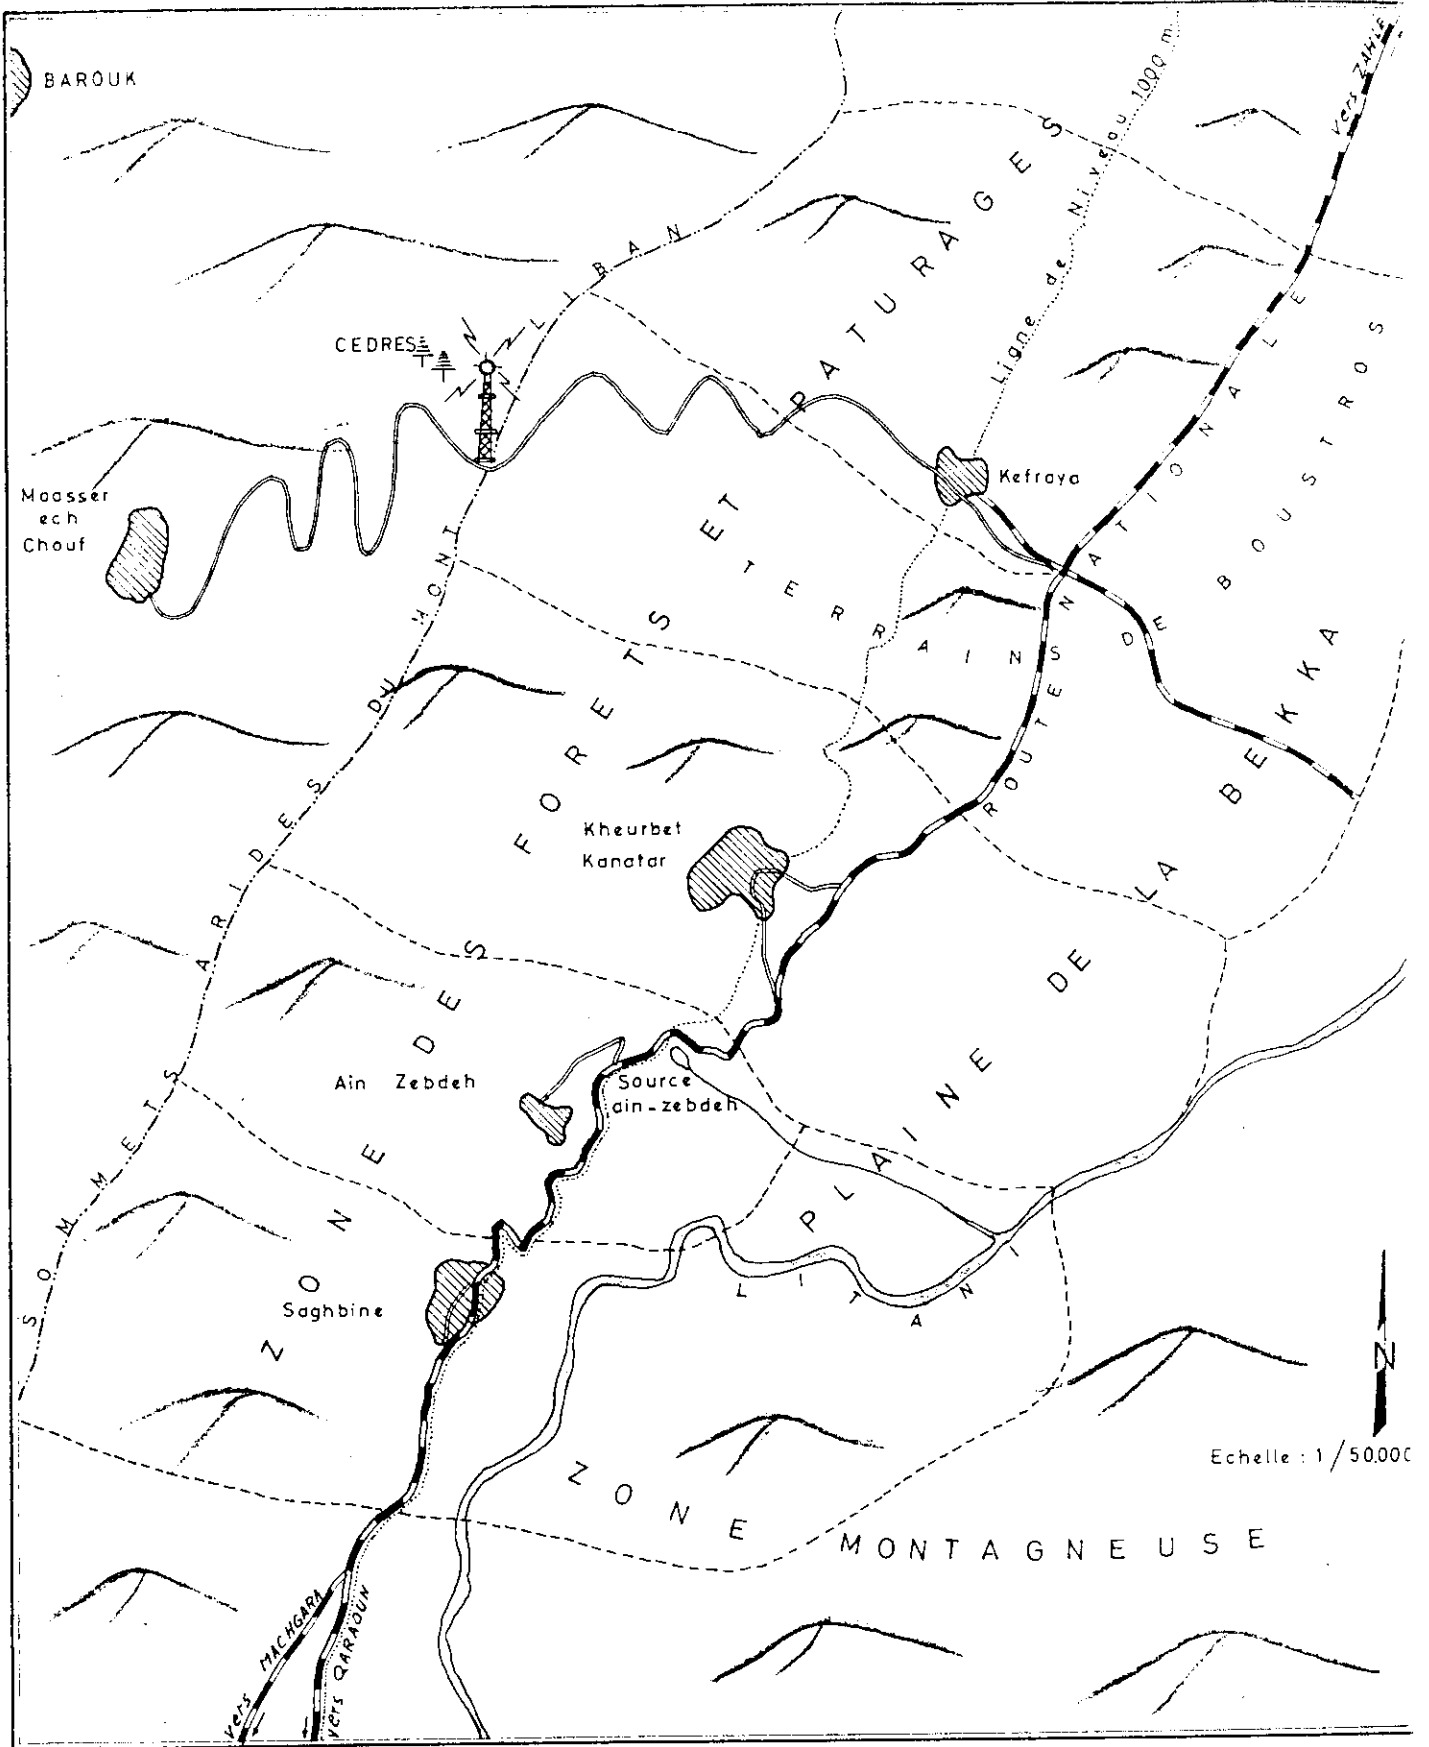 BAROUK
Ligne de Niveau 1000 m
Vers ZAHLE
CEDRES
Maasser
ech
Chouf
Kefraya
SOMMETS ARIDES DU MONT LIBAN
ZONE DES FORETS ET PATURAGES
TERRAINS DE BOUSTROS
ROUTE NATIONALE
PLAINE DE LA BEKKA
Kheurbet
Kanatar
Ain Zebdeh
Source
ain-zebdeh
Saghbine
LITANI
N
Echelle : 1/50.000
ZONE MONTAGNEUSE
Vers MACHGARA
Vers QARAOUN